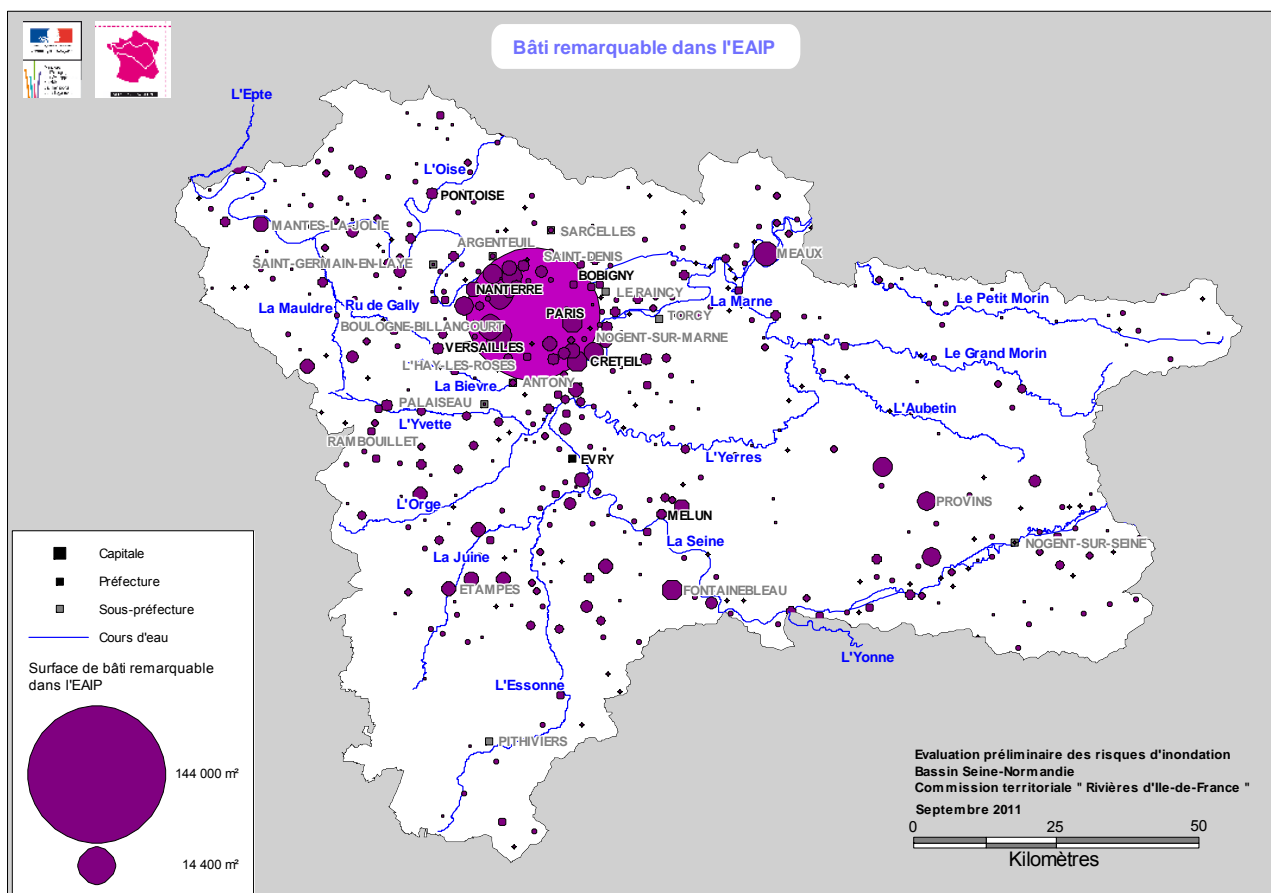 Bâti remarquable dans l'EAIP
L'Epte
L'Oise
PONTOISE
MANTES-LA-JOLIE
SARCELLES
ARGENTEUIL
SAINT-DENIS
MEAUX
SAINT-GERMAIN-EN-LAYE
BOBIGNY
NANTERRE
LE RAINCY
La Mauldre
Ru de Gally
La Marne
Le Petit Morin
PARIS
TORCY
BOULOGNE-BILLANCOURT
NOGENT-SUR-MARNE
VERSAILLES
Le Grand Morin
L'HAY-LES-ROSES
CRETEIL
La Bievre
ANTONY
PALAISEAU
L'Aubetin
L'Yvette
RAMBOUILLET
L'Yerres
EVRY
L'Orge
PROVINS
MELUN
La Seine
NOGENT-SUR-SEINE
La Juine
ETAMPES
FONTAINEBLEAU
L'Yonne
L'Essonne
PITHIVIERS
Capitale
Préfecture
Sous-préfecture
Cours d'eau
Surface de bâti remarquable
dans l'EAIP
144 000 m²
14 400 m²
Evaluation préliminaire des risques d'inondation
Bassin Seine-Normandie
Commission territoriale " Rivières d'Ile-de-France "
Septembre 2011
0 25 50
Kilomètres